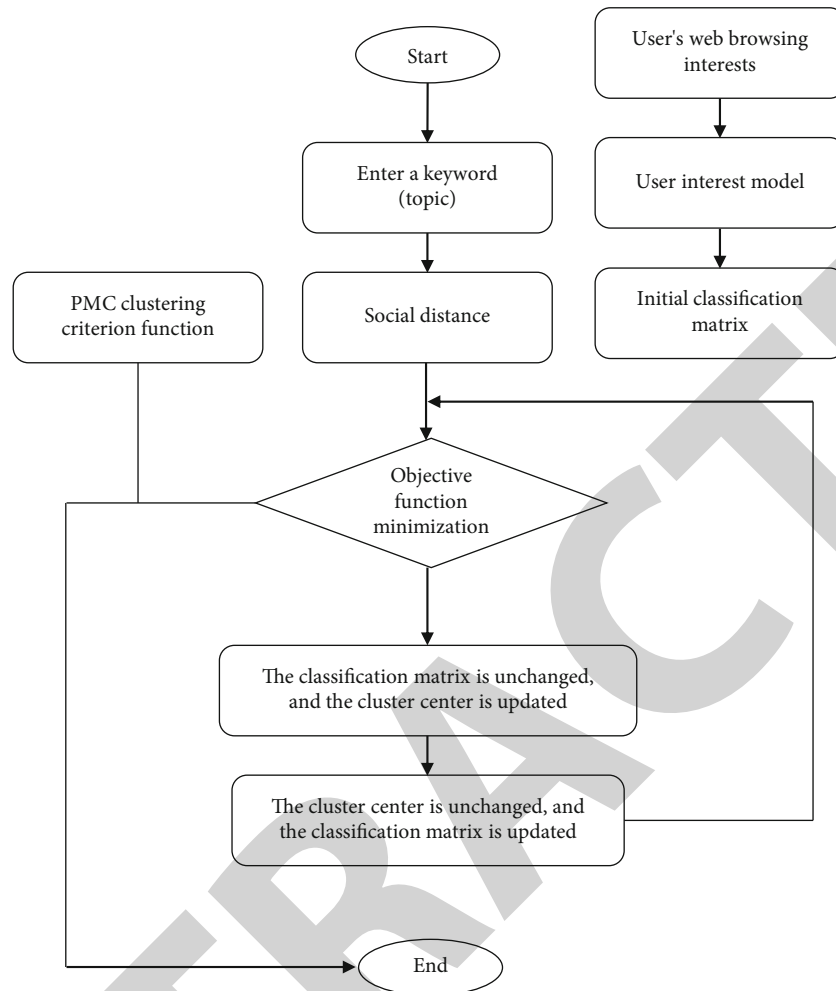 Start
Enter a keyword
(topic)
Social distance
User's web browsing
interests
User interest model
Initial classification
matrix
PMC clustering
criterion function
Objective
function
minimization
The classification matrix is unchanged,
and the cluster center is updated
The cluster center is unchanged, and
the classification matrix is updated
End
TRACT